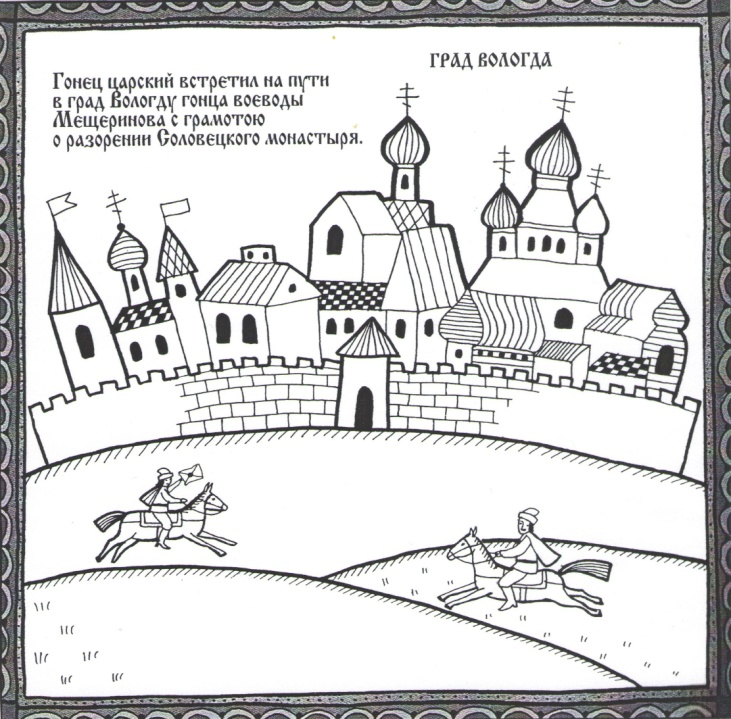 ГРАД ВОЛОГДА
Гонец царский встретил на пути
в град Вологду гонца воеводы
Мещеринова с грамотою
о разорении Соловецкого монастыря.